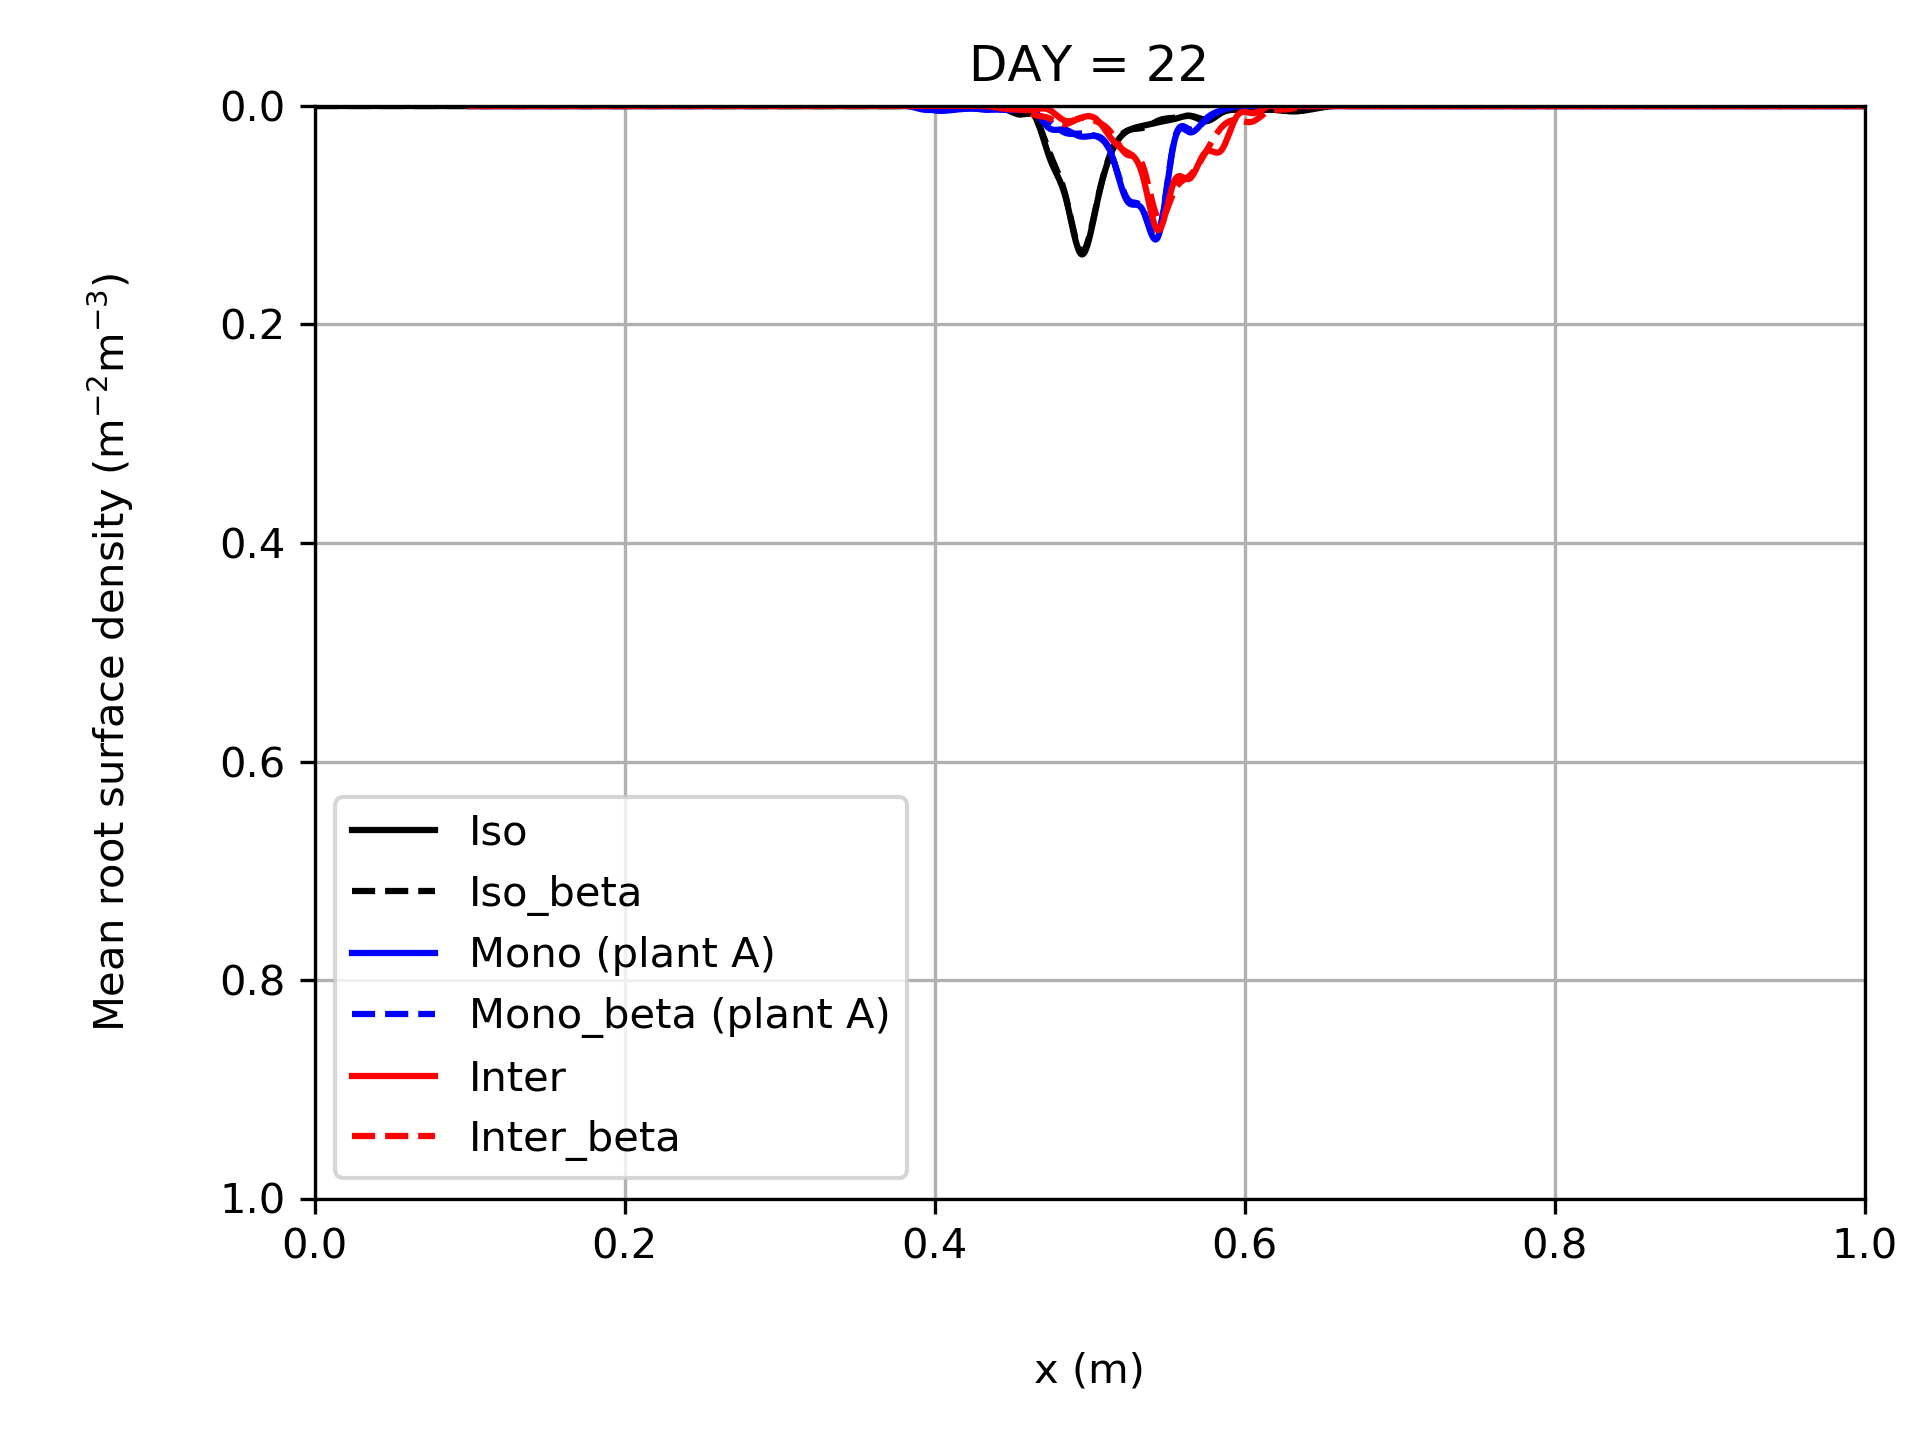 DAY = 22
Mean root surface density (m⁻²m⁻³)
0.0
0.2
0.4
0.6
0.8
1.0
Iso
Iso_beta
Mono (plant A)
Mono_beta (plant A)
Inter
Inter_beta
0.0 0.2 0.4 0.6 0.8 1.0
x (m)